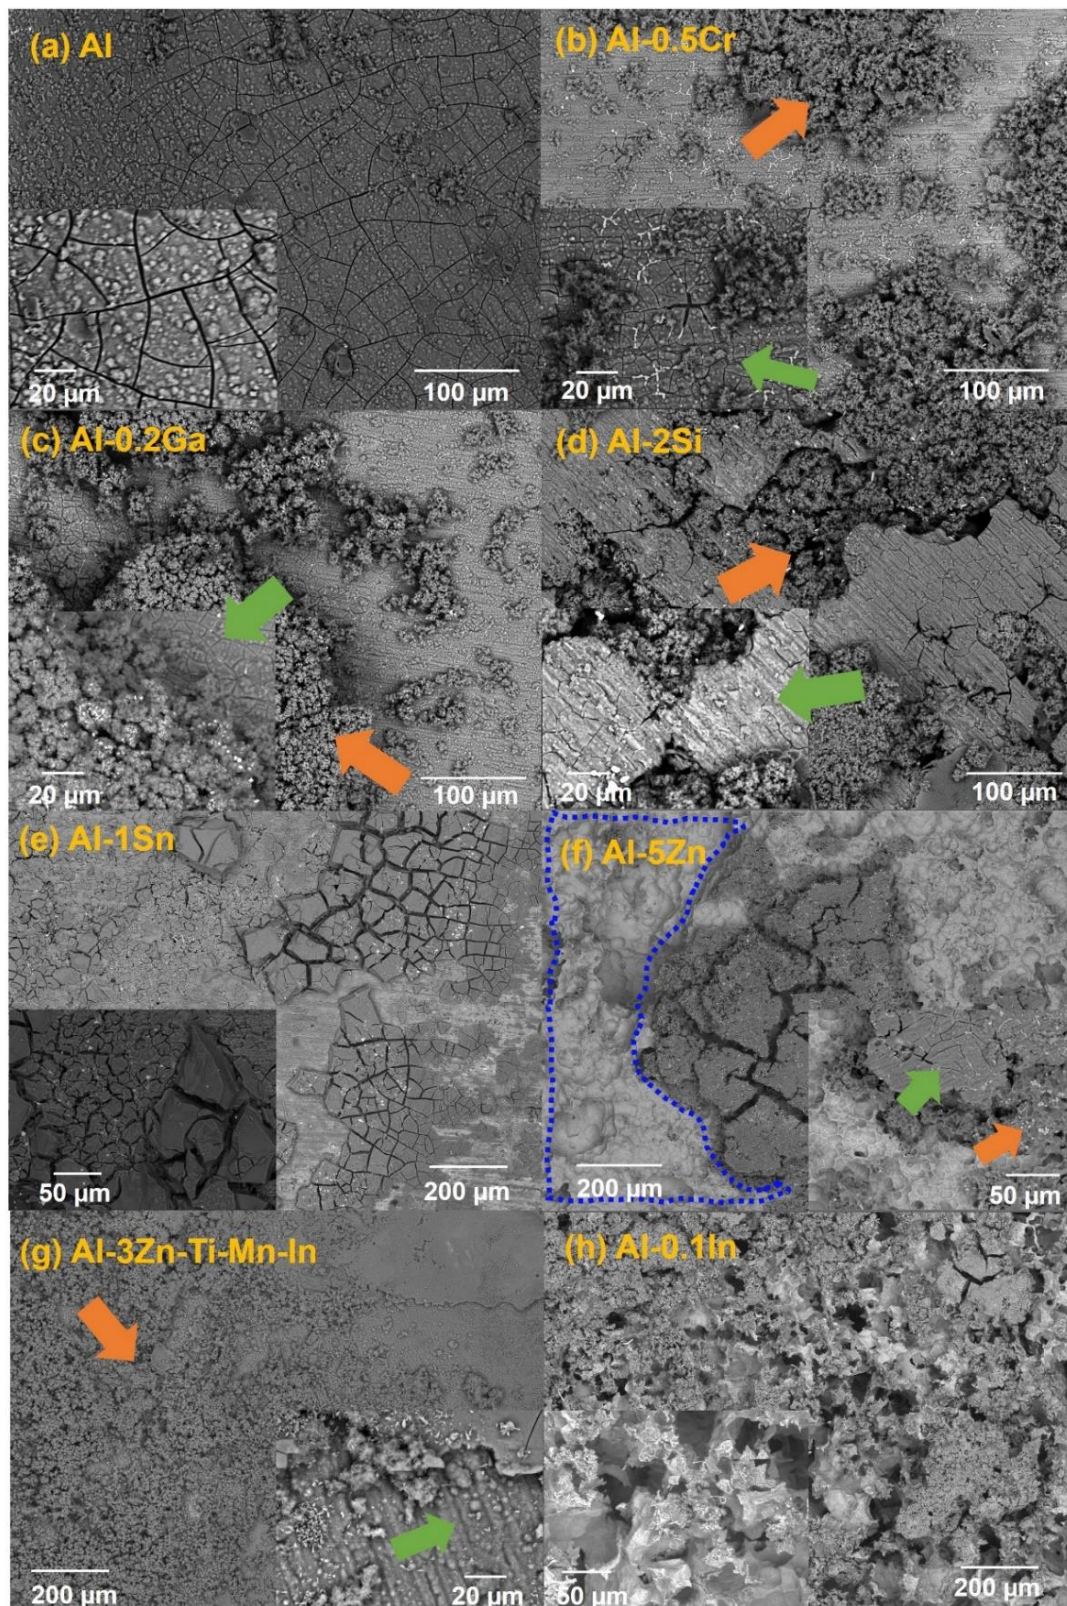 (a) Al
20 µm
100 µm
(b) Al-0.5Cr
20 µm
100 µm
(c) Al-0.2Ga
20 µm
100 µm
(d) Al-2Si
20 µm
100 µm
(e) Al-1Sn
50 µm
200 µm
(f) Al-5Zn
200 µm
50 µm
(g) Al-3Zn-Ti-Mn-In
200 µm
20 µm
(h) Al-0.1In
50 µm
200 µm